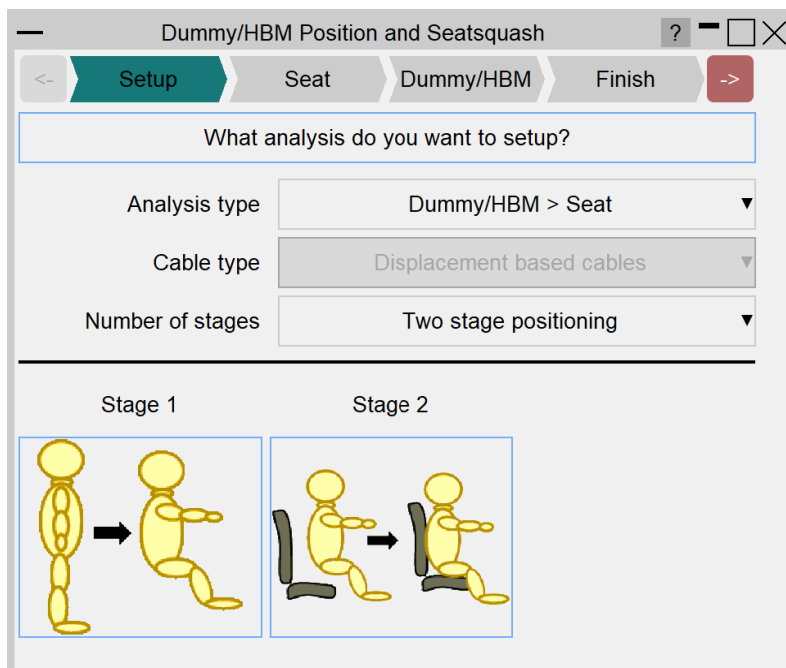 Dummy/HBM Position and Seatsquash ?
<- Setup Seat Dummy/HBM Finish ->
What analysis do you want to setup?
Analysis type Dummy/HBM > Seat
Cable type Displacement based cables
Number of stages Two stage positioning
Stage 1 Stage 2